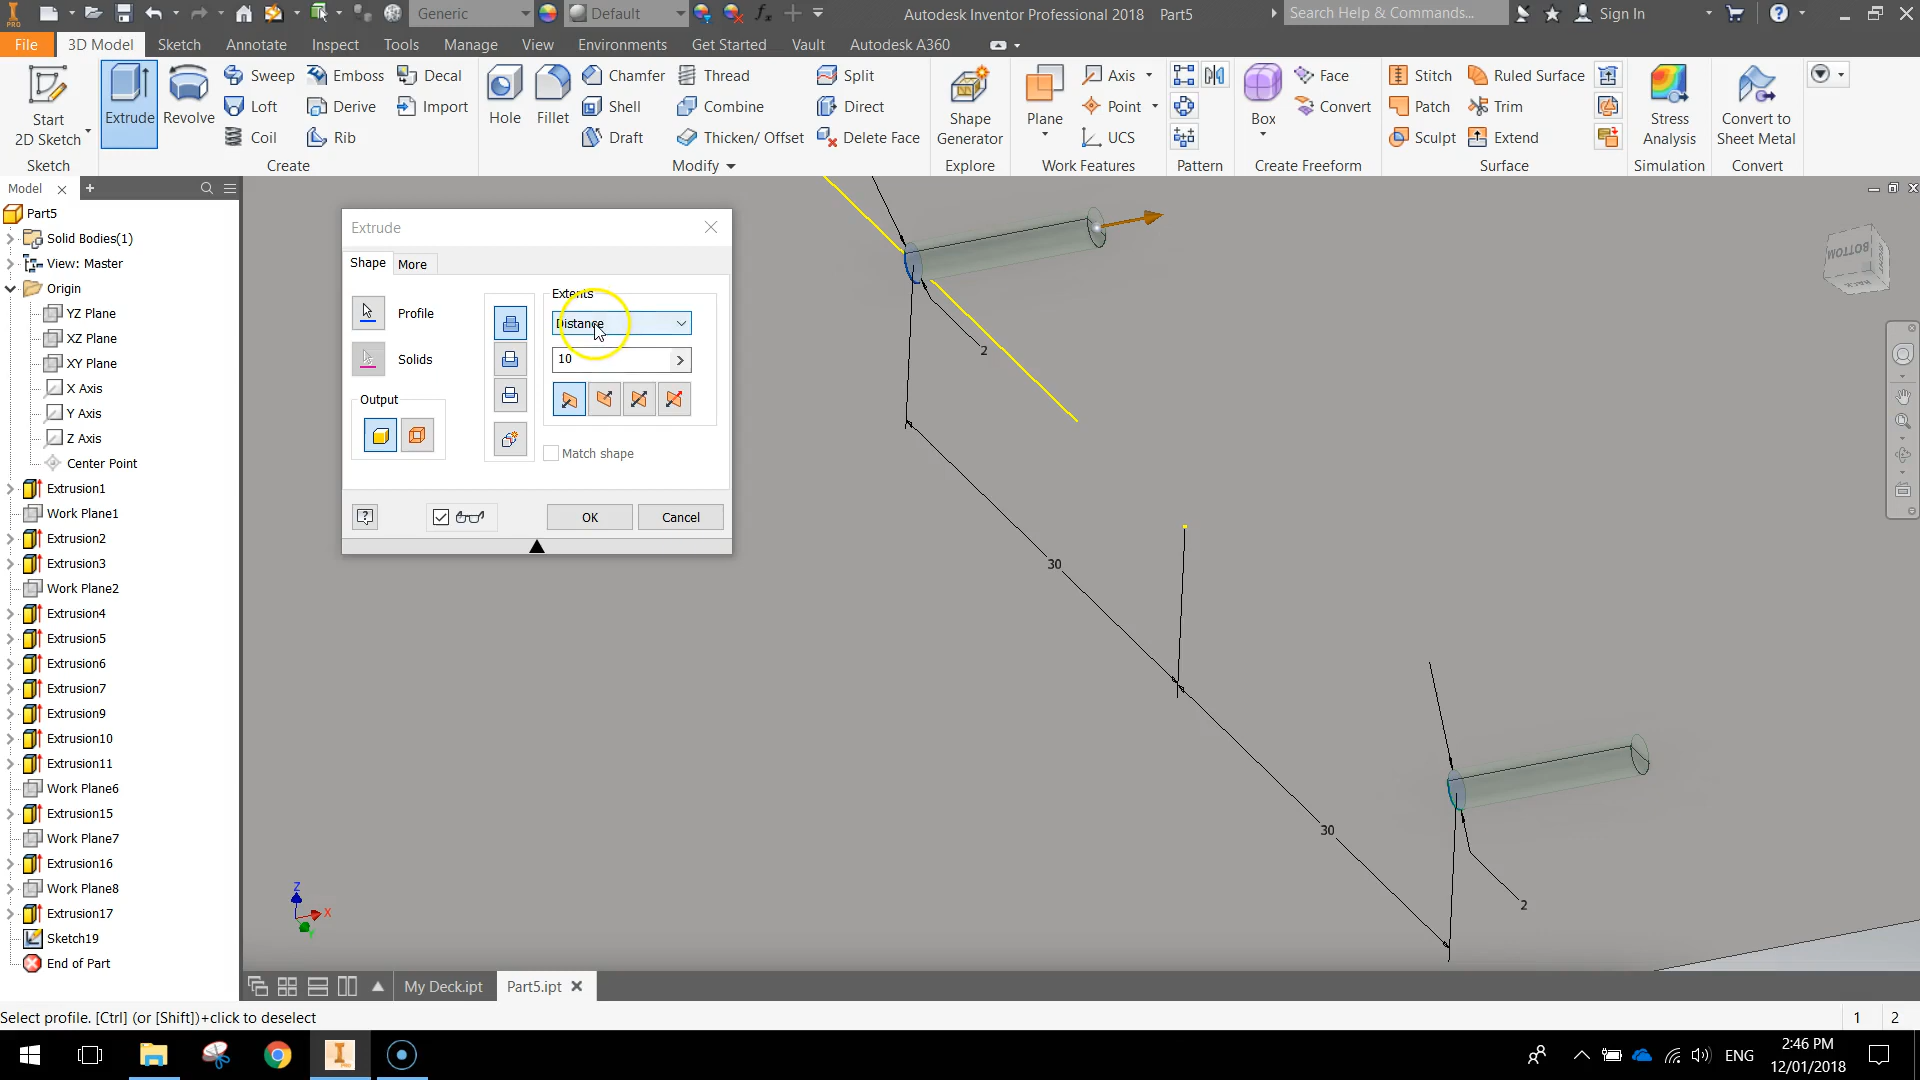 PRO
Generic
Default
Autodesk Inventor Professional 2018 Part5
Search Help & Commands...
Sign In
File
3D Model
Sketch
Annotate
Inspect
Tools
Manage
View
Environments
Get Started
Vault
Autodesk A360
Start
2D Sketch
Extrude
Revolve
Sweep
Emboss
Decal
Loft
Derive
Import
Coil
Rib
Hole
Fillet
Chamfer
Thread
Split
Shell
Combine
Direct
Draft
Thicken/ Offset
Delete Face
Shape
Generator
Plane
Axis
Point
UCS
Box
Face
Convert
Stitch
Ruled Surface
Patch
Trim
Sculpt
Extend
Stress
Analysis
Convert to
Sheet Metal
Sketch
Create
Modify
Explore
Work Features
Pattern
Create Freeform
Surface
Simulation
Convert
Model
Part5
Solid Bodies(1)
View: Master
Origin
YZ Plane
XZ Plane
XY Plane
X Axis
Y Axis
Z Axis
Center Point
Extrusion1
Work Plane1
Extrusion2
Extrusion3
Work Plane2
Extrusion4
Extrusion5
Extrusion6
Extrusion7
Extrusion9
Extrusion10
Extrusion11
Work Plane6
Extrusion15
Work Plane7
Extrusion16
Work Plane8
Extrusion17
Sketch19
End of Part
Extrude
Shape
More
Profile
Solids
Output
Extents
Distance
10
Match shape
OK
Cancel
BOTTOM
2
30
30
2
Z
X
My Deck.ipt
Part5.ipt
Select profile. [Ctrl] (or [Shift])+click to deselect
1 2
ENG
2:46 PM
12/01/2018